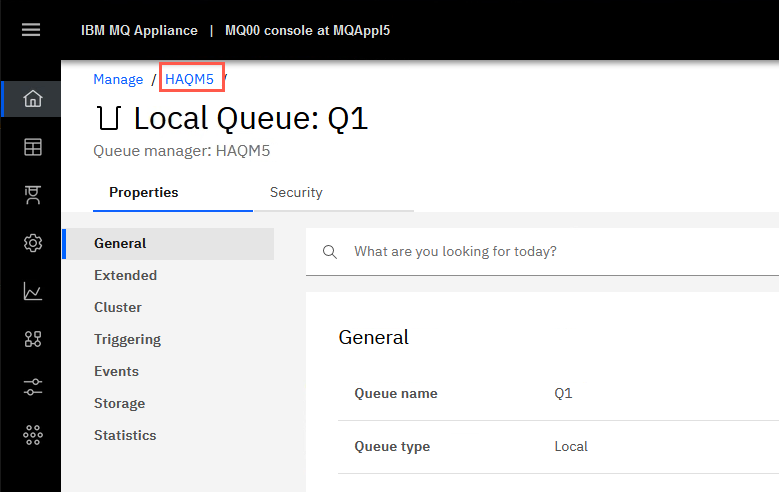 IBM MQ Appliance | MQ00 console at MQAppl5
Manage / HAQM5 /
Local Queue: Q1
Queue manager: HAQM5
Properties Security
General
Extended
Cluster
Triggering
Events
Storage
Statistics
What are you looking for today?
General
Queue name Q1
Queue type Local